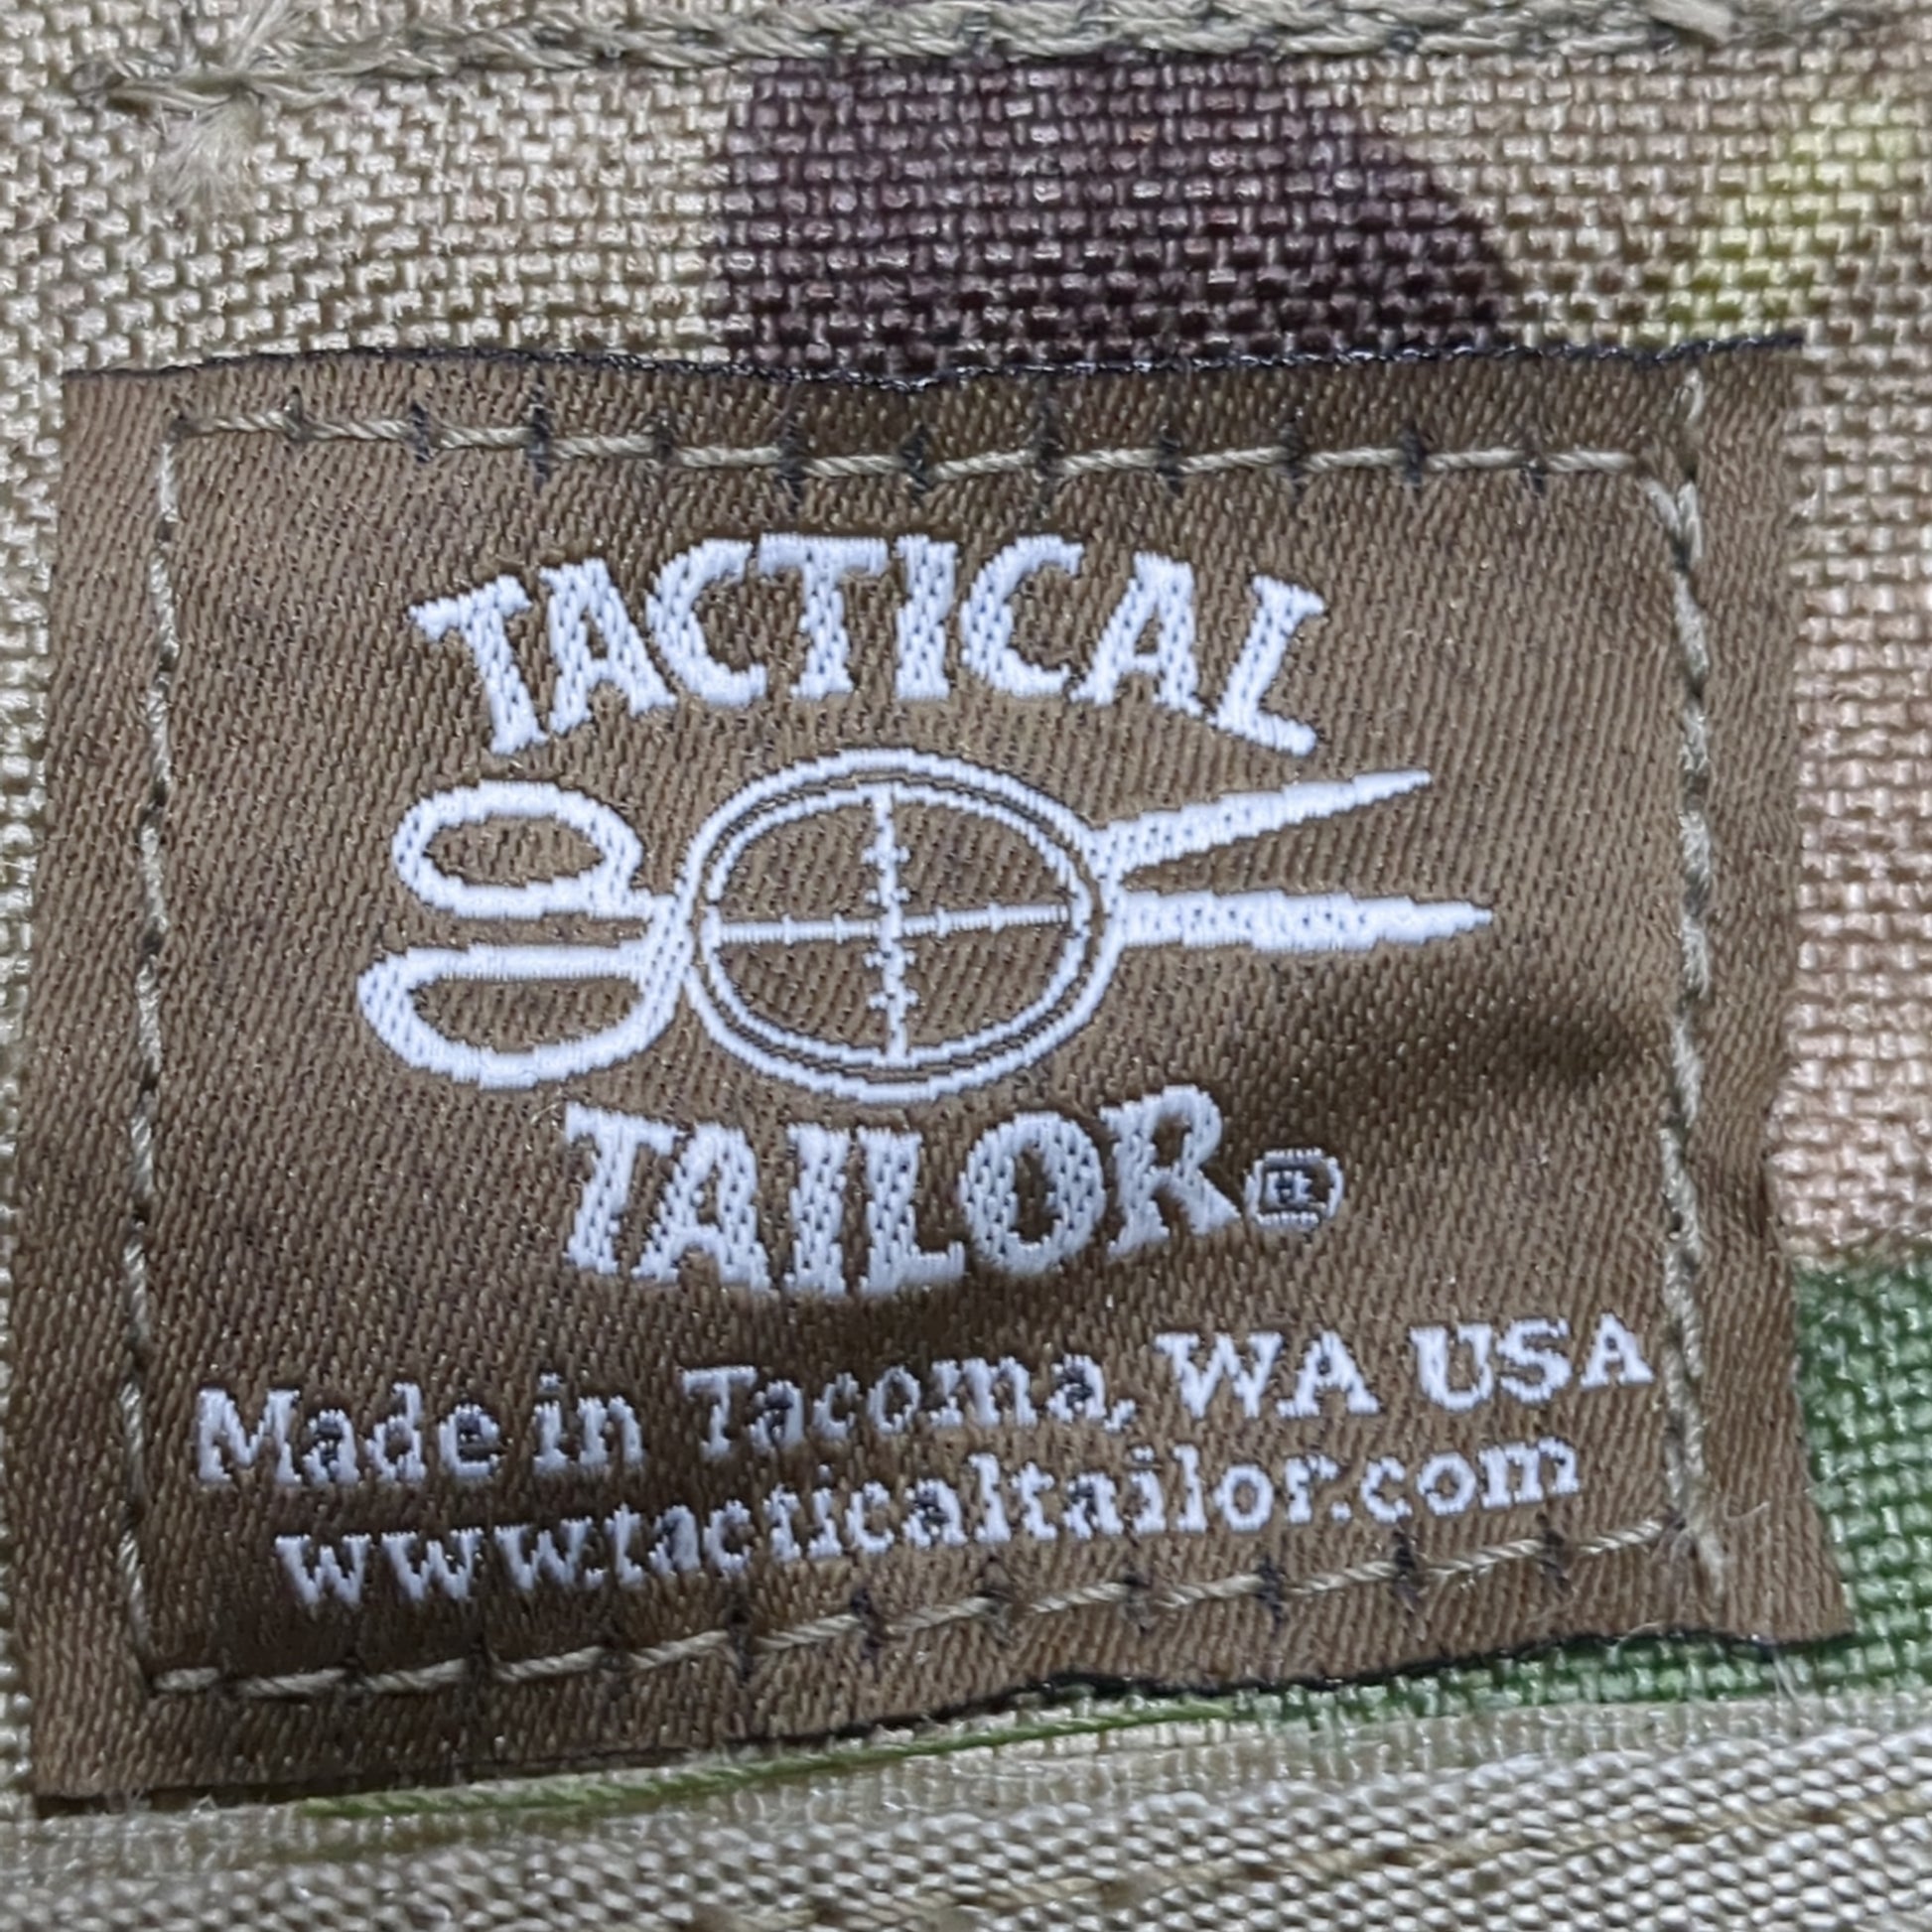 TACTICAL
TAILOR®
Made in Tacoma, WA USA
www.tacticaltailor.com